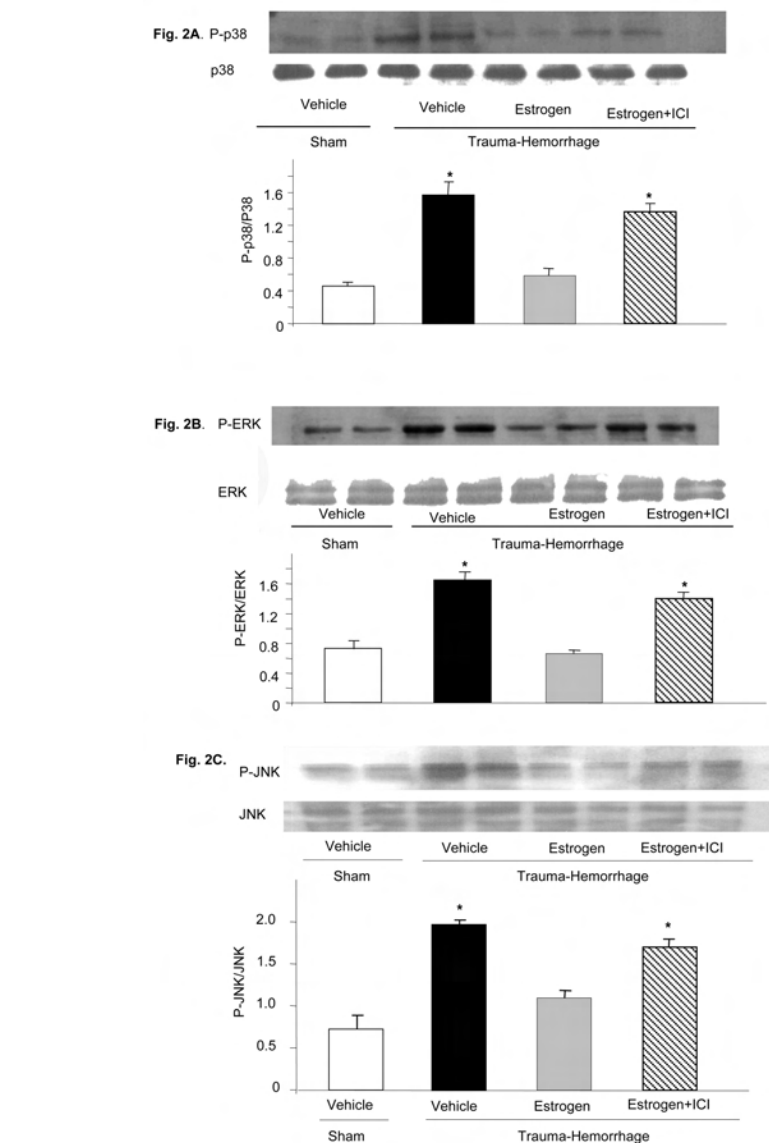 Fig. 2A. P-p38
p38
Vehicle Vehicle Estrogen Estrogen+ICI
Sham Trauma-Hemorrhage
P-p38/P38
1.6
1.2
0.8
0.4
0
* *
Fig. 2B. P-ERK
ERK
Vehicle Vehicle Estrogen Estrogen+ICI
Sham Trauma-Hemorrhage
P-ERK/ERK
1.6
1.2
0.8
0.4
0
* *
Fig. 2C. P-JNK
JNK
Vehicle Vehicle Estrogen Estrogen+ICI
Sham Trauma-Hemorrhage
P-JNK/JNK
2.0
1.5
1.0
0.5
0
* *
Vehicle Vehicle Estrogen Estrogen+ICI
Sham Trauma-Hemorrhage